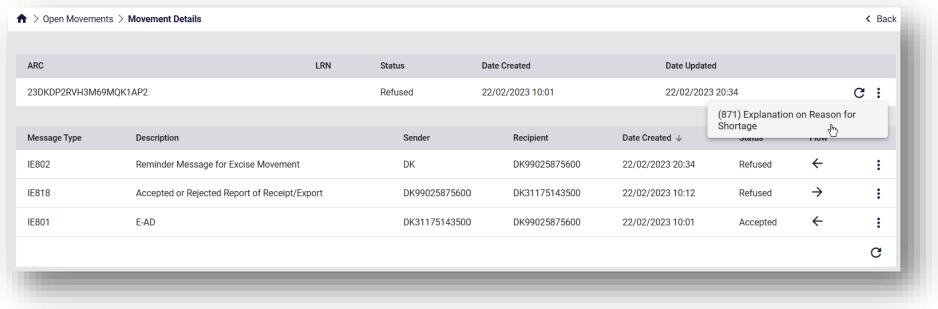 > Open Movements > Movement Details < Back
ARC LRN Status Date Created Date Updated
23DKDP2RVH3M69MQK1AP2 Refused 22/02/2023 10:01 22/02/2023 20:34
(871) Explanation on Reason for
Shortage
Message Type Description Sender Recipient Date Created ↓ Status Flow
IE802 Reminder Message for Excise Movement DK DK99025875600 22/02/2023 20:34 Refused ←
IE818 Accepted or Rejected Report of Receipt/Export DK99025875600 DK31175143500 22/02/2023 10:12 Refused →
IE801 E-AD DK31175143500 DK99025875600 22/02/2023 10:01 Accepted ←